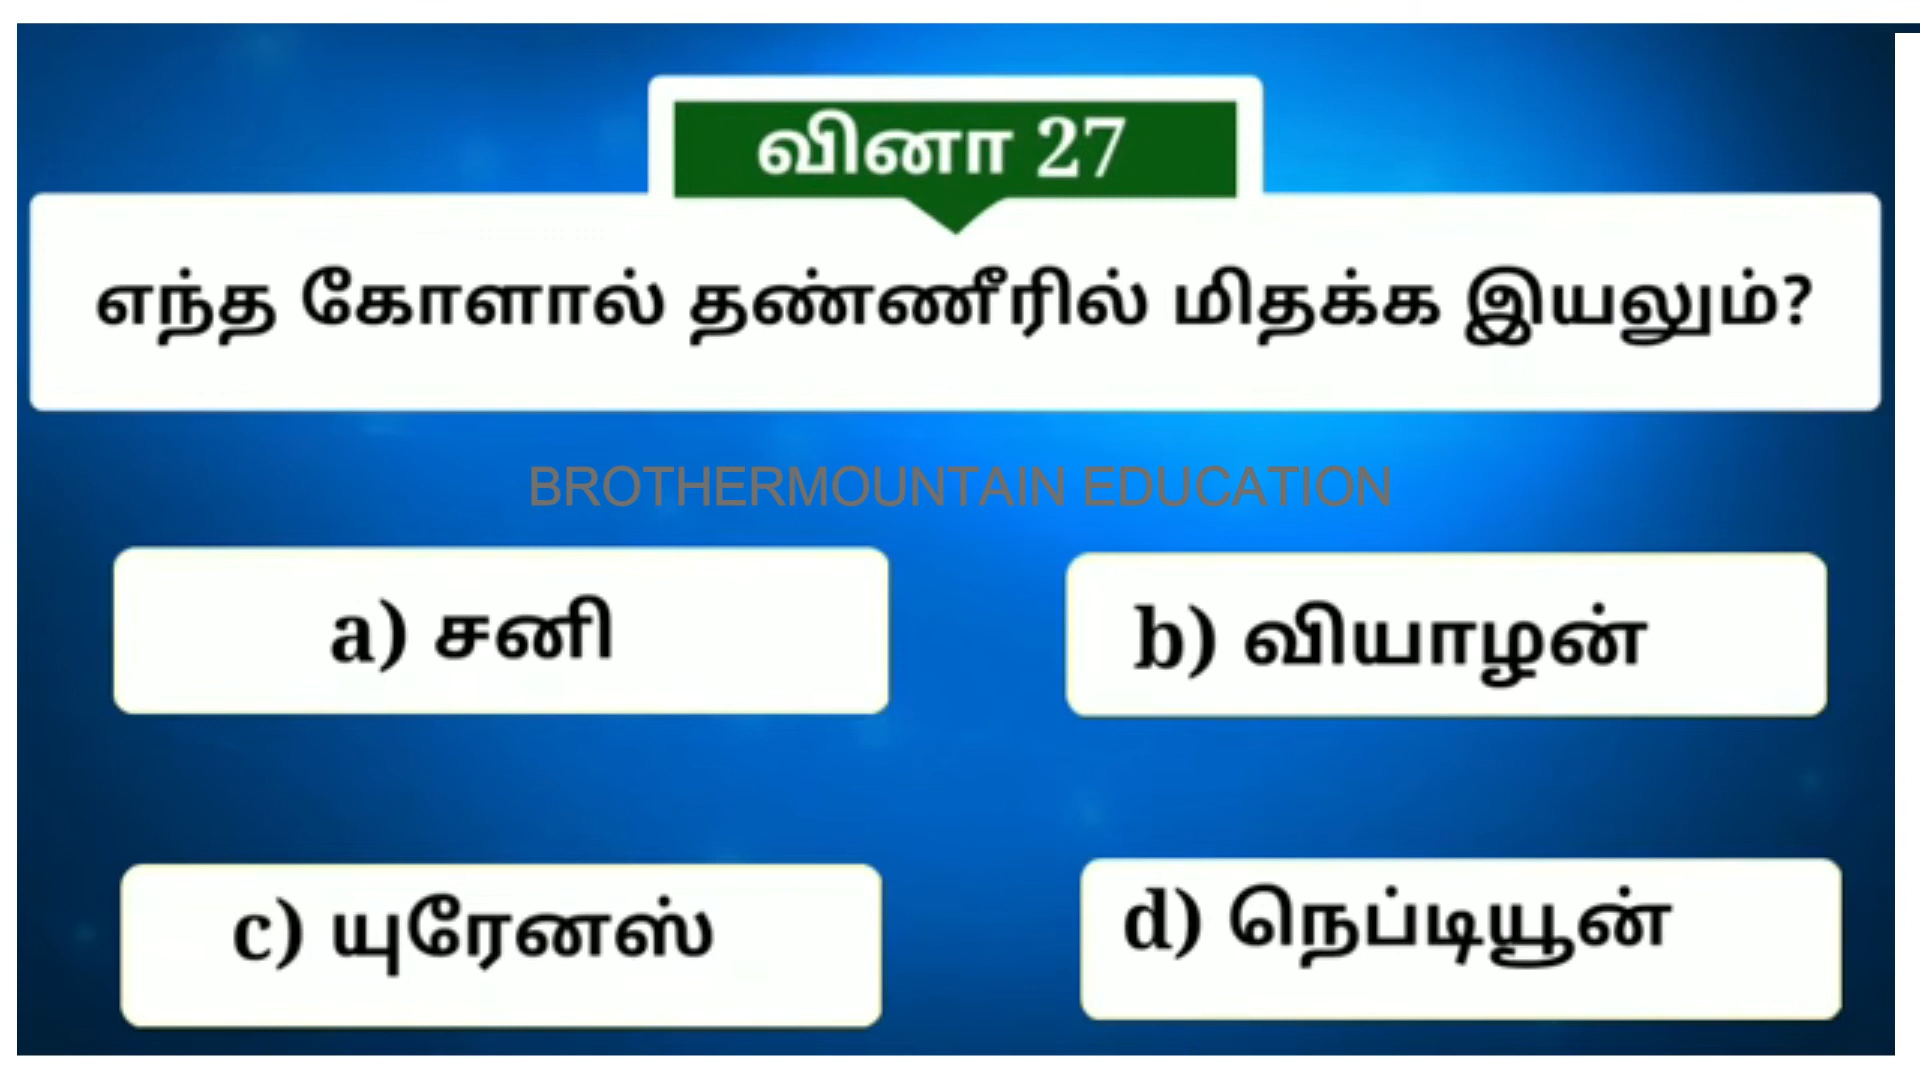 வினா 27
எந்த கோளால் தண்ணீரில் மிதக்க இயலும்?
BROTHERMOUNTAIN EDUCATION
a) சனி
b) வியாழன்
c) யுரேனஸ்
d) நெப்டியூன்